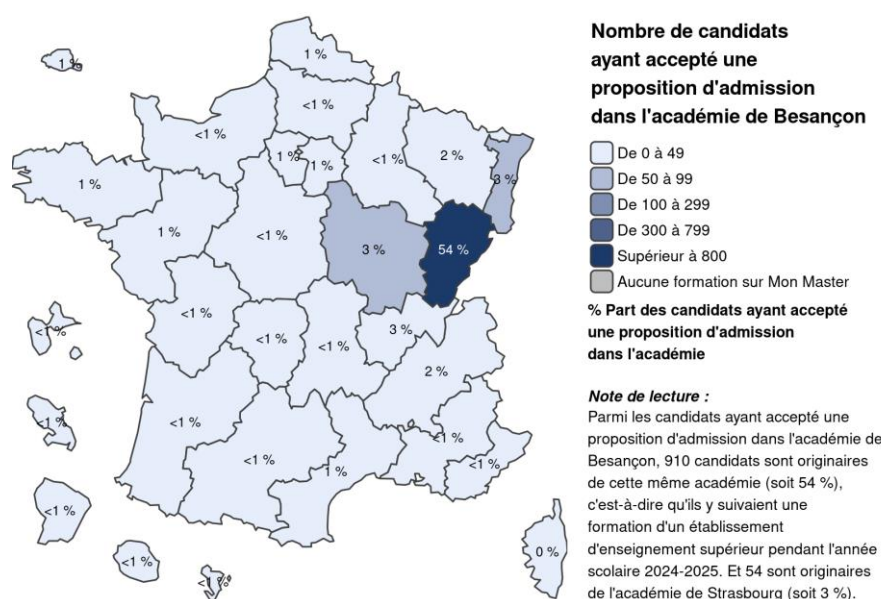 Nombre de candidats
ayant accepté une
proposition d'admission
dans l'académie de Besançon
De 0 à 49
De 50 à 99
De 100 à 299
De 300 à 799
Supérieur à 800
Aucune formation sur Mon Master
% Part des candidats ayant accepté
une proposition d'admission
dans l'académie
Note de lecture :
Parmi les candidats ayant accepté une
proposition d'admission dans l'académie de
Besançon, 910 candidats sont originaires
de cette même académie (soit 54 %),
c'est-à-dire qu'ils y suivaient une
formation d'un établissement
d'enseignement supérieur pendant l'année
scolaire 2024-2025. Et 54 sont originaires
de l'académie de Strasbourg (soit 3 %).
1 %
1 %
<1 %
<1 %
1 %
1 %
<1 %
2 %
3 %
1 %
1 %
<1 %
3 %
54 %
<1 %
<1 %
<1 %
<1 %
3 %
2 %
<1 %
<1 %
<1 %
1 %
<1 %
<1 %
<1 %
<1 %
<1 %
0 %